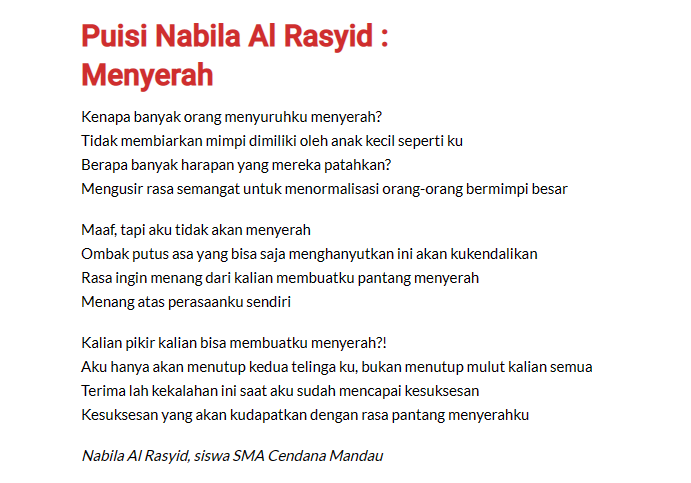 Puisi Nabila Al Rasyid :
Menyerah
Kenapa banyak orang menyuruhku menyerah?
Tidak membiarkan mimpi dimiliki oleh anak kecil seperti ku
Berapa banyak harapan yang mereka patahkan?
Mengusir rasa semangat untuk menormalisasi orang-orang bermimpi besar
Maaf, tapi aku tidak akan menyerah
Ombak putus asa yang bisa saja menghanyutkan ini akan kukendalikan
Rasa ingin menang dari kalian membuatku pantang menyerah
Menang atas perasaanku sendiri
Kalian pikir kalian bisa membuatku menyerah?!
Aku hanya akan menutup kedua telinga ku, bukan menutup mulut kalian semua
Terima lah kekalahan ini saat aku sudah mencapai kesuksesan
Kesuksesan yang akan kudapatkan dengan rasa pantang menyerahku
Nabila Al Rasyid, siswa SMA Cendana Mandau